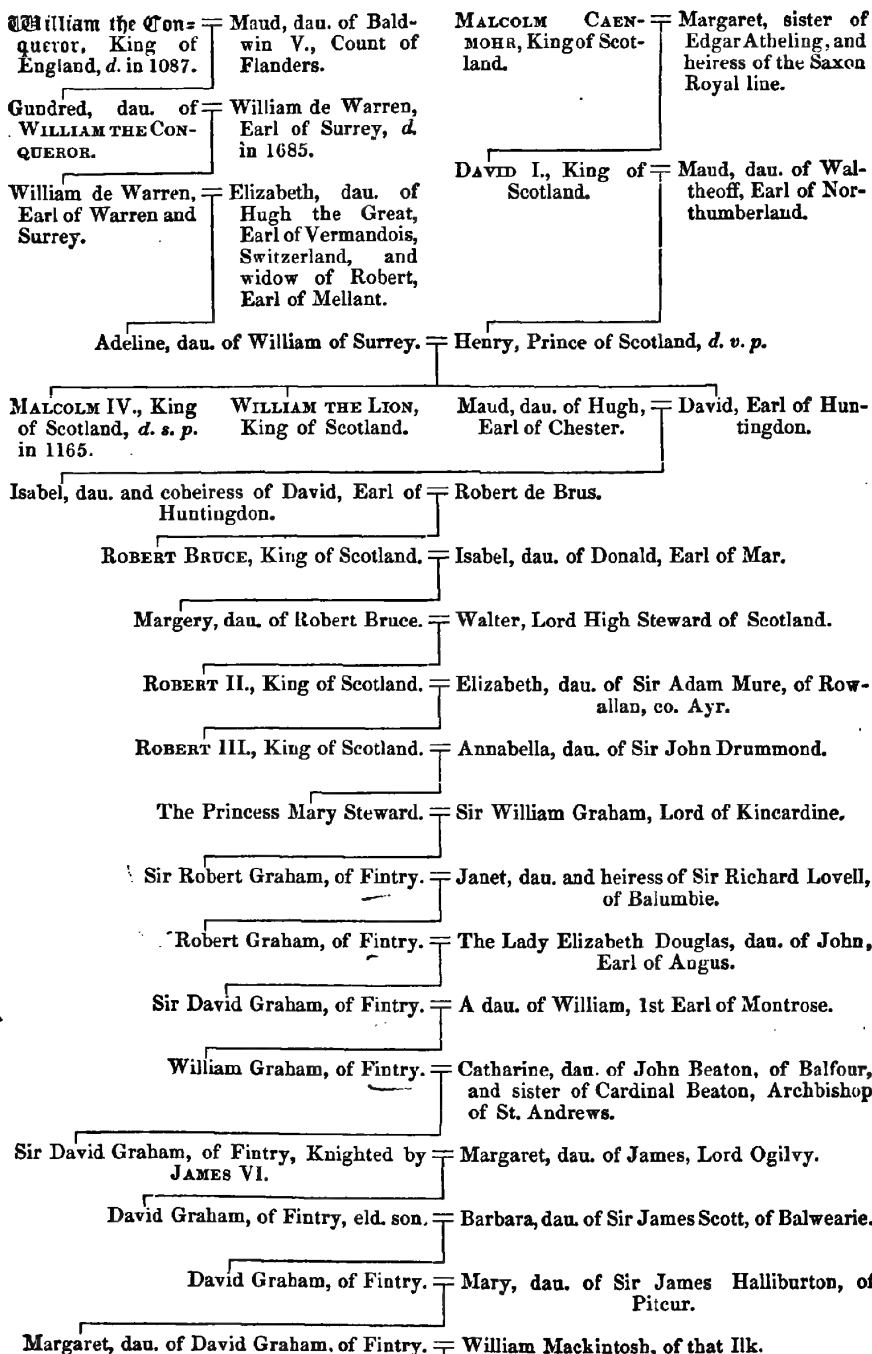 William the Con-
queror, King of
England, d. in 1087.
Maud, dau. of Bald-
win V., Count of
Flanders.
MALCOLM CAEN-
MOHR, King of Scot-
land.
Margaret, sister of
Edgar Atheling, and
heiress of the Saxon
Royal line.
Gundred, dau. of
WILLIAM THE CON-
QUEROR.
William de Warren,
Earl of Surrey, d.
in 1685.
DAVID I., King of
Scotland.
Maud, dau. of Wal-
theoff, Earl of Nor-
thumberland.
William de Warren,
Earl of Warren and
Surrey.
Elizabeth, dau. of
Hugh the Great,
Earl of Vermandois,
Switzerland, and
widow of Robert,
Earl of Mellant.
Adeline, dau. of William of Surrey. = Henry, Prince of Scotland, d. v. p.
MALCOLM IV., King
of Scotland, d. s. p.
in 1165.
WILLIAM THE LION,
King of Scotland.
Maud, dau. of Hugh,
Earl of Chester.
David, Earl of Hun-
tingdon.
Isabel, dau. and coheiress of David, Earl of
Huntingdon.
Robert de Brus.
ROBERT BRUCE, King of Scotland. = Isabel, dau. of Donald, Earl of Mar.
Margery, dau. of Robert Bruce. = Walter, Lord High Steward of Scotland.
ROBERT II., King of Scotland. = Elizabeth, dau. of Sir Adam Mure, of Row-
allan, co. Ayr.
ROBERT III., King of Scotland. = Annabella, dau. of Sir John Drummond.
The Princess Mary Steward. = Sir William Graham, Lord of Kincardine.
Sir Robert Graham, of Fintry. = Janet, dau. and heiress of Sir Richard Lovell,
of Balumbie.
Robert Graham, of Fintry. = The Lady Elizabeth Douglas, dau. of John,
Earl of Angus.
Sir David Graham, of Fintry. = A dau. of William, 1st Earl of Montrose.
William Graham, of Fintry. = Catharine, dau. of John Beaton, of Balfour,
and sister of Cardinal Beaton, Archbishop
of St. Andrews.
Sir David Graham, of Fintry, Knighted by
JAMES VI.
Margaret, dau. of James, Lord Ogilvy.
David Graham, of Fintry, eld. son. = Barbara, dau. of Sir James Scott, of Balwearie.
David Graham, of Fintry. = Mary, dau. of Sir James Halliburton, of
Pitcur.
Margaret, dau. of David Graham, of Fintry. = William Mackintosh, of that Ilk.